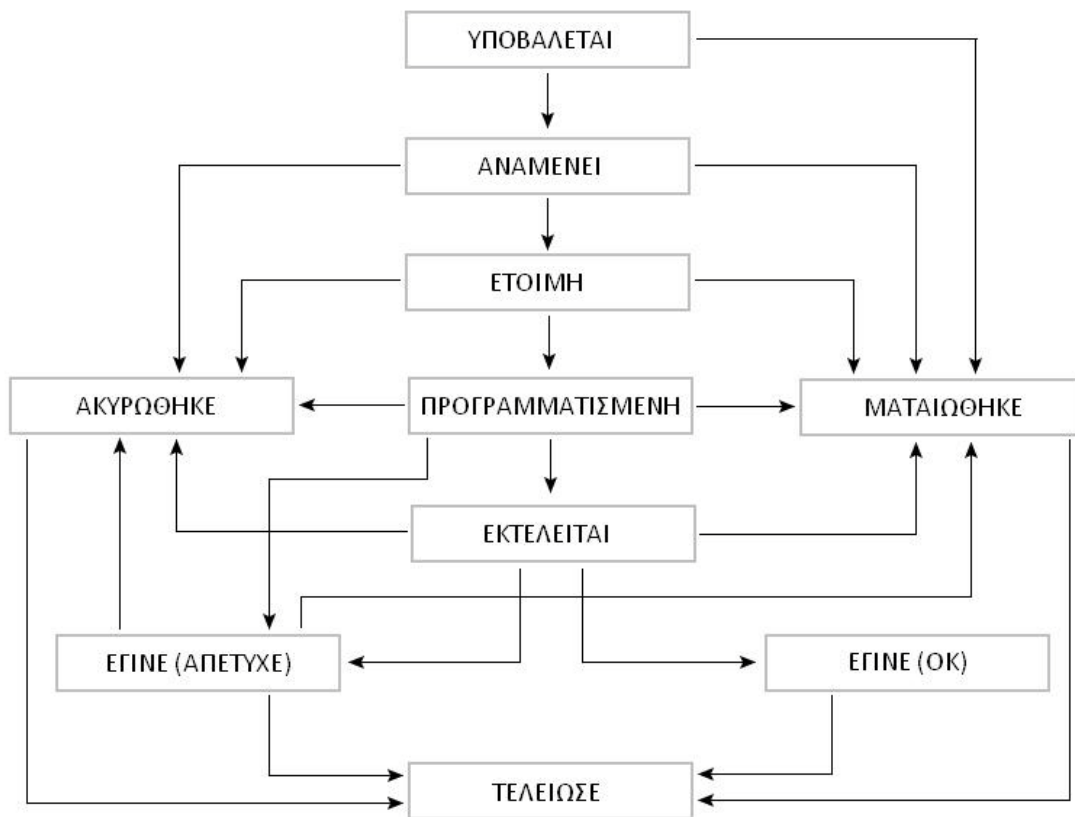 ΥΠΟΒΑΛΕΤΑΙ
ΑΝΑΜΕΝΕΙ
ΕΤΟΙΜΗ
ΑΚΥΡΩΘΗΚΕ
ΠΡΟΓΡΑΜΜΑΤΙΣΜΕΝΗ
ΜΑΤΑΙΩΘΗΚΕ
ΕΚΤΕΛΕΙΤΑΙ
ΕΓΙΝΕ (ΑΠΕΤΥΧΕ)
ΕΓΙΝΕ (ΟΚ)
ΤΕΛΕΙΩΣΕ